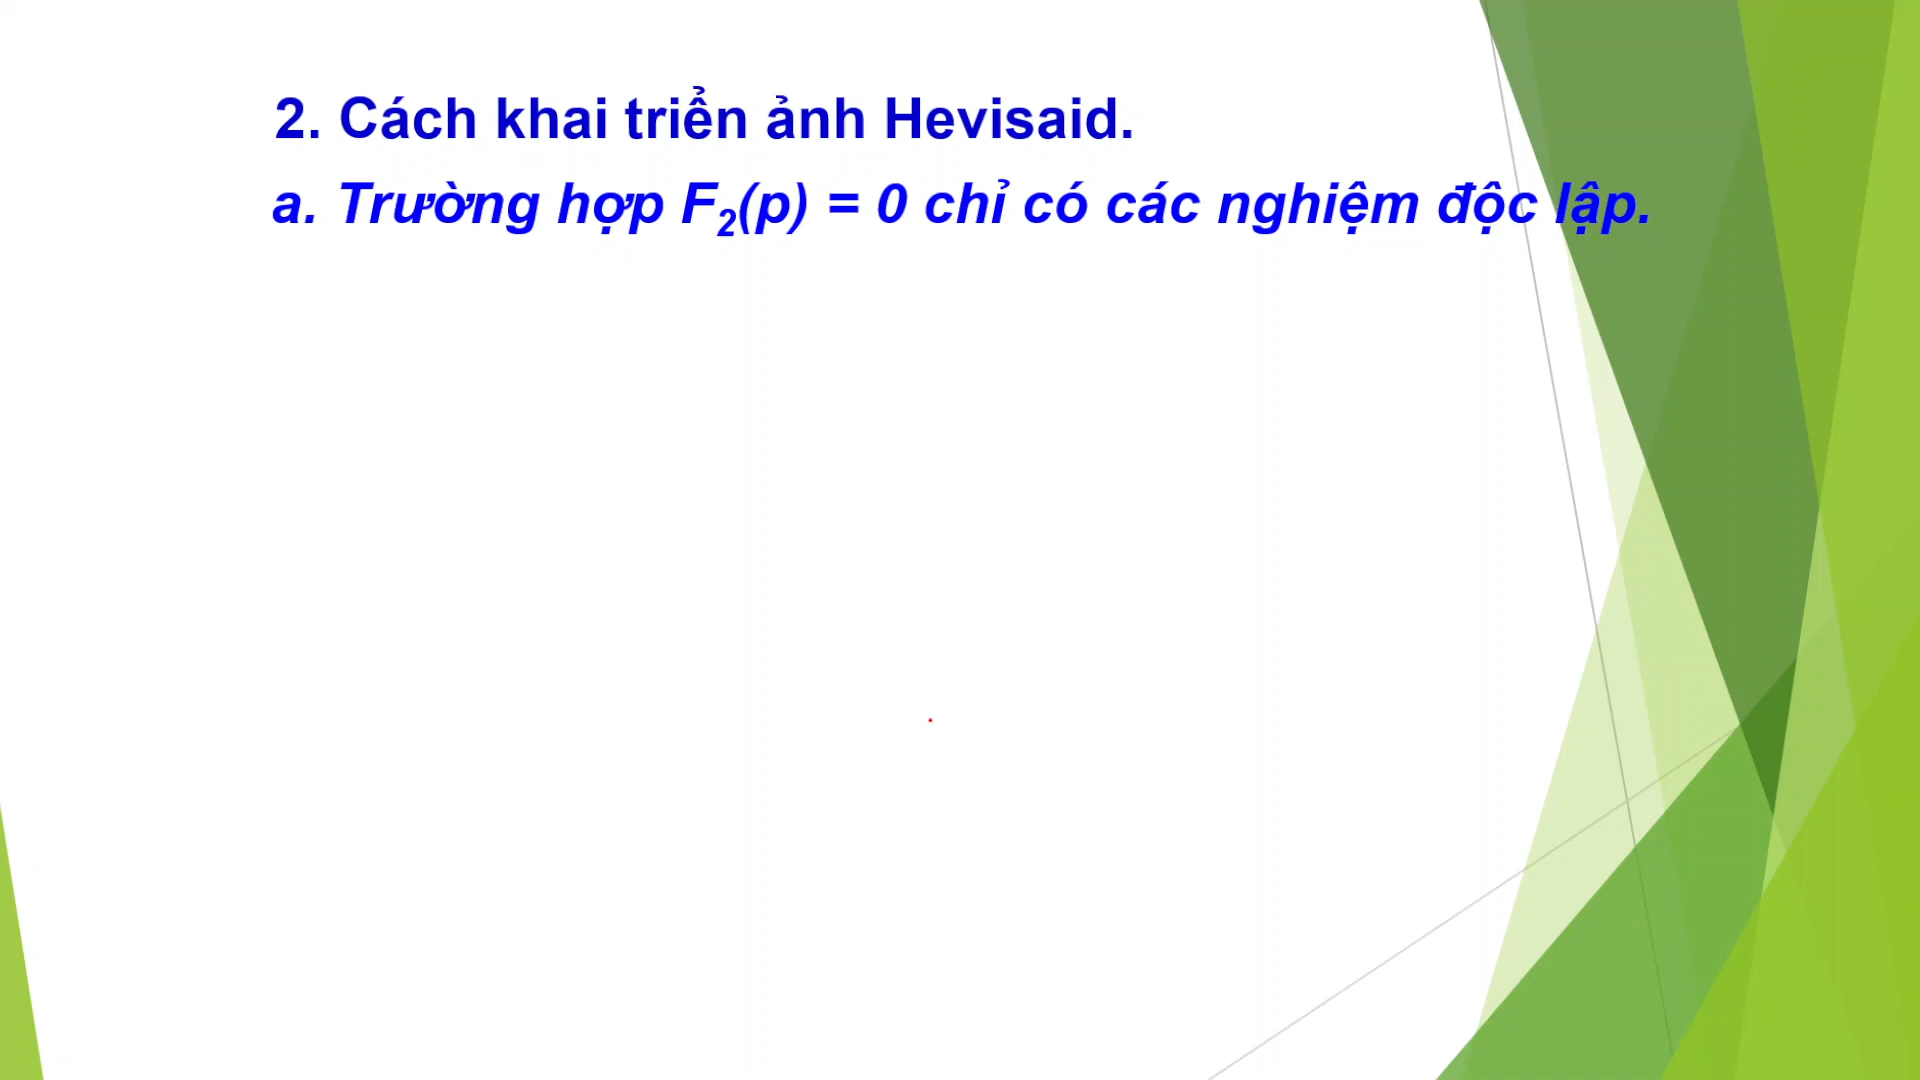 2. Cách khai triển ảnh Hevisaid.
a. Trường hợp F₂(p) = 0 chỉ có các nghiệm độc lập.